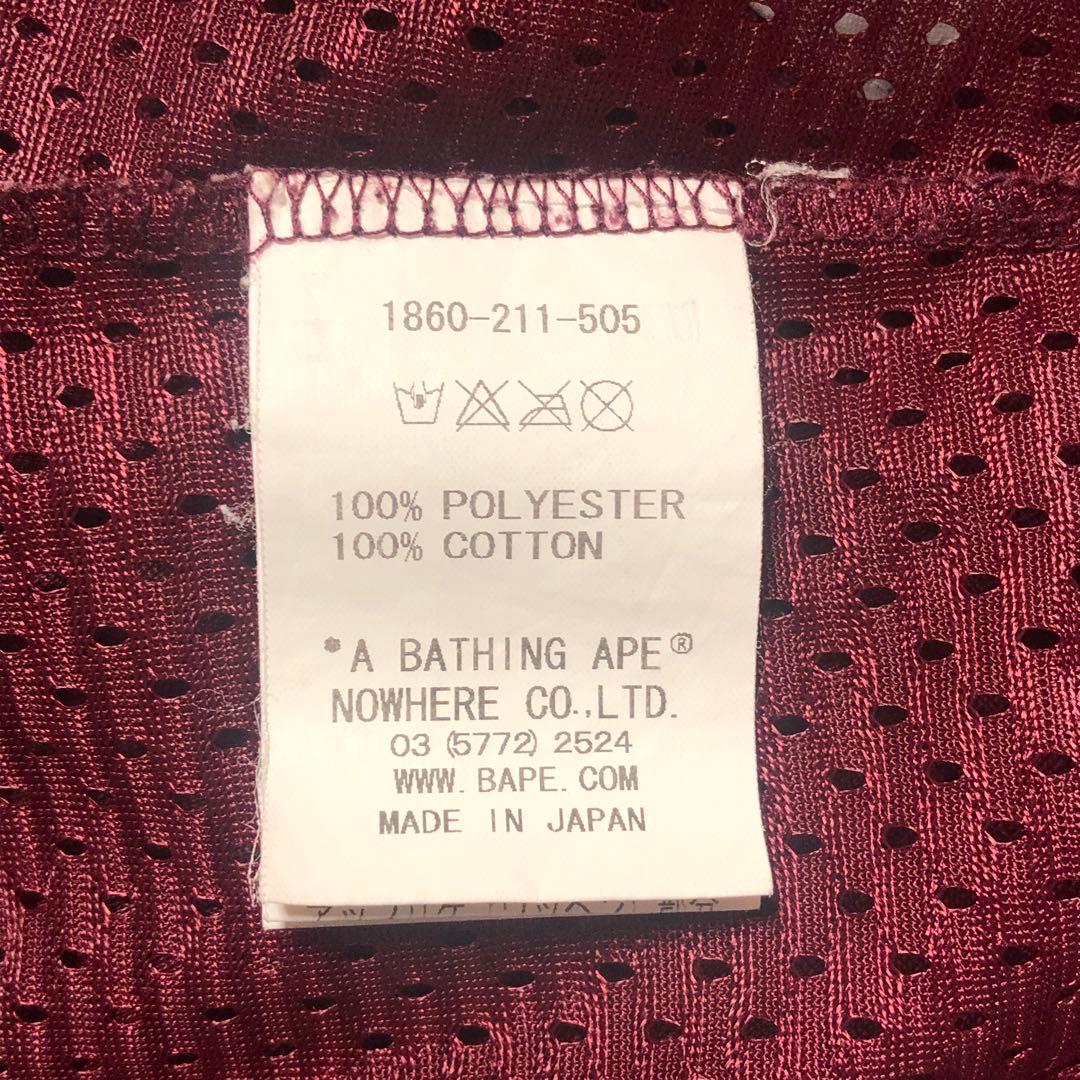 1860-211-505
100% POLYESTER
100% COTTON
*A BATHING APE®
NOWHERE CO.,LTD.
03 (5772) 2524
WWW.BAPE.COM
MADE IN JAPAN